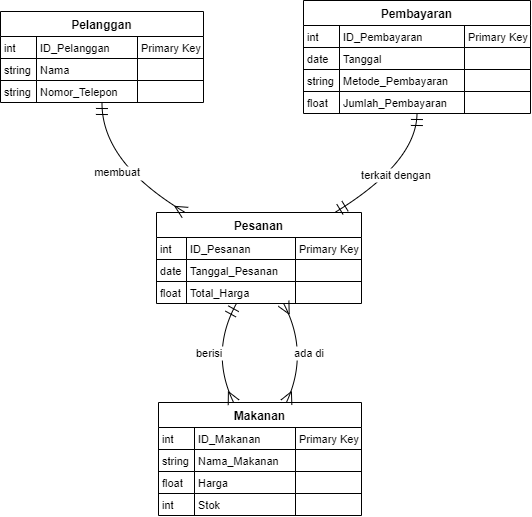 Pelanggan
int ID_Pelanggan Primary Key
string Nama
string Nomor_Telepon
Pembayaran
int ID_Pembayaran Primary Key
date Tanggal
string Metode_Pembayaran
float Jumlah_Pembayaran
membuat
terkait dengan
Pesanan
int ID_Pesanan Primary Key
date Tanggal_Pesanan
float Total_Harga
berisi
ada di
Makanan
int ID_Makanan Primary Key
string Nama_Makanan
float Harga
int Stok